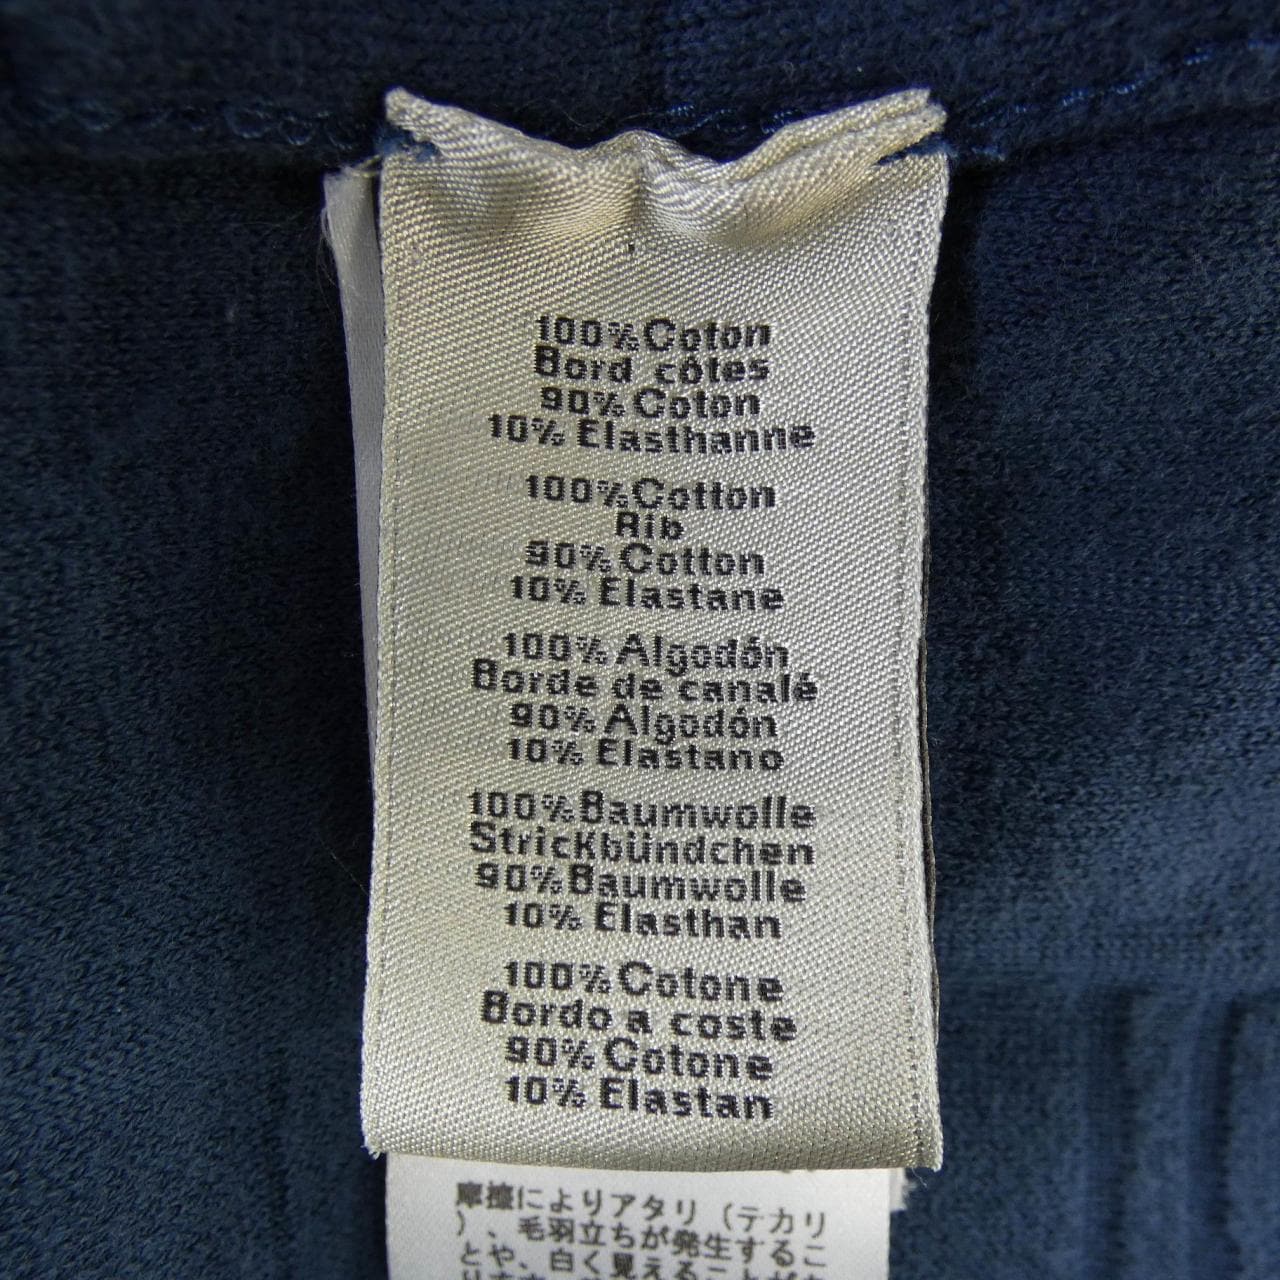 100% Coton
Bord côtes
90% Coton
10% Elasthanne
100% Cotton
Rib
90% Cotton
10% Elastane
100% Algodón
Borde de canalé
90% Algodón
10% Elastano
100% Baumwolle
Strickbündchen
90% Baumwolle
10% Elasthan
100% Cotone
Bordo a coste
90% Cotone
10% Elastan
摩擦によりアタリ（テカリ
）、毛羽立ちが発生するこ
とや、白く見えることがあ